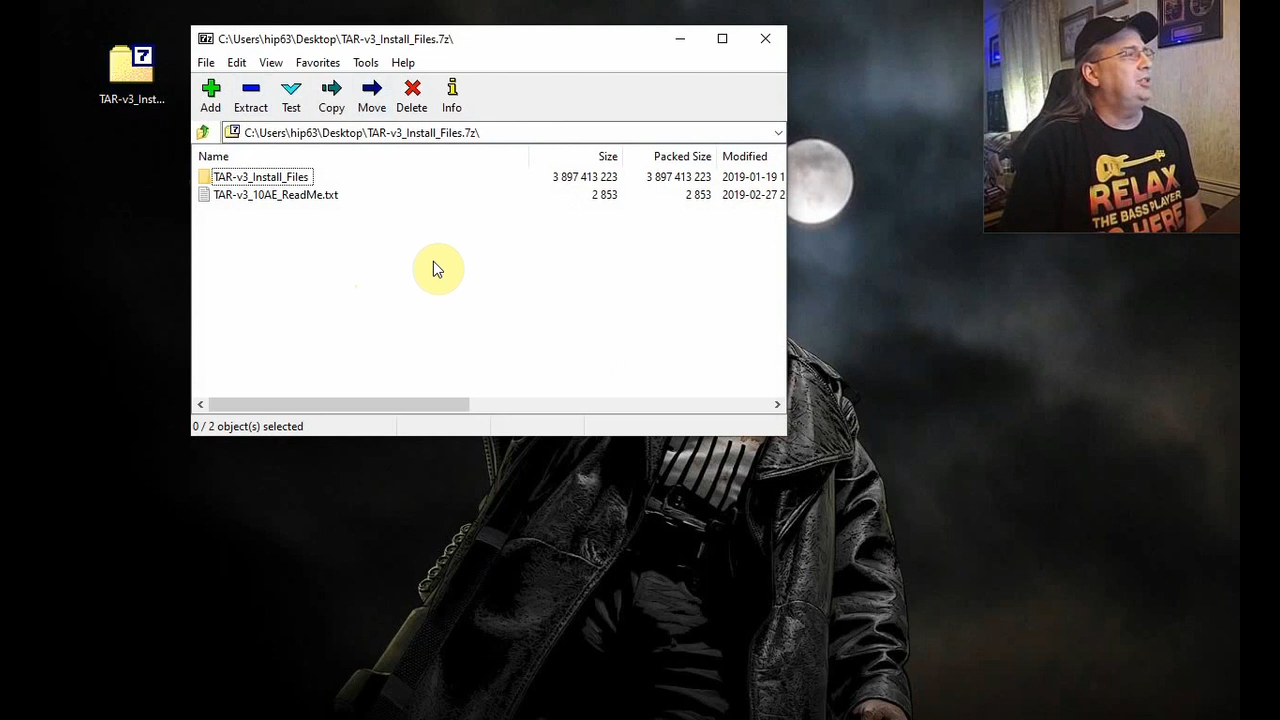 C:\Users\hip63\Desktop\TAR-v3_Install_Files.7z\
File Edit View Favorites Tools Help
Add Extract Test Copy Move Delete Info
C:\Users\hip63\Desktop\TAR-v3_Install_Files.7z\
Name Size Packed Size Modified
TAR-v3_Install_Files 3 897 413 223 3 897 413 223 2019-01-19 1
TAR-v3_10AE_ReadMe.txt 2 853 2 853 2019-02-27 2
0 / 2 object(s) selected
7
TAR-v3_Inst...
RELAX
THE BASS PLAYER
HERE